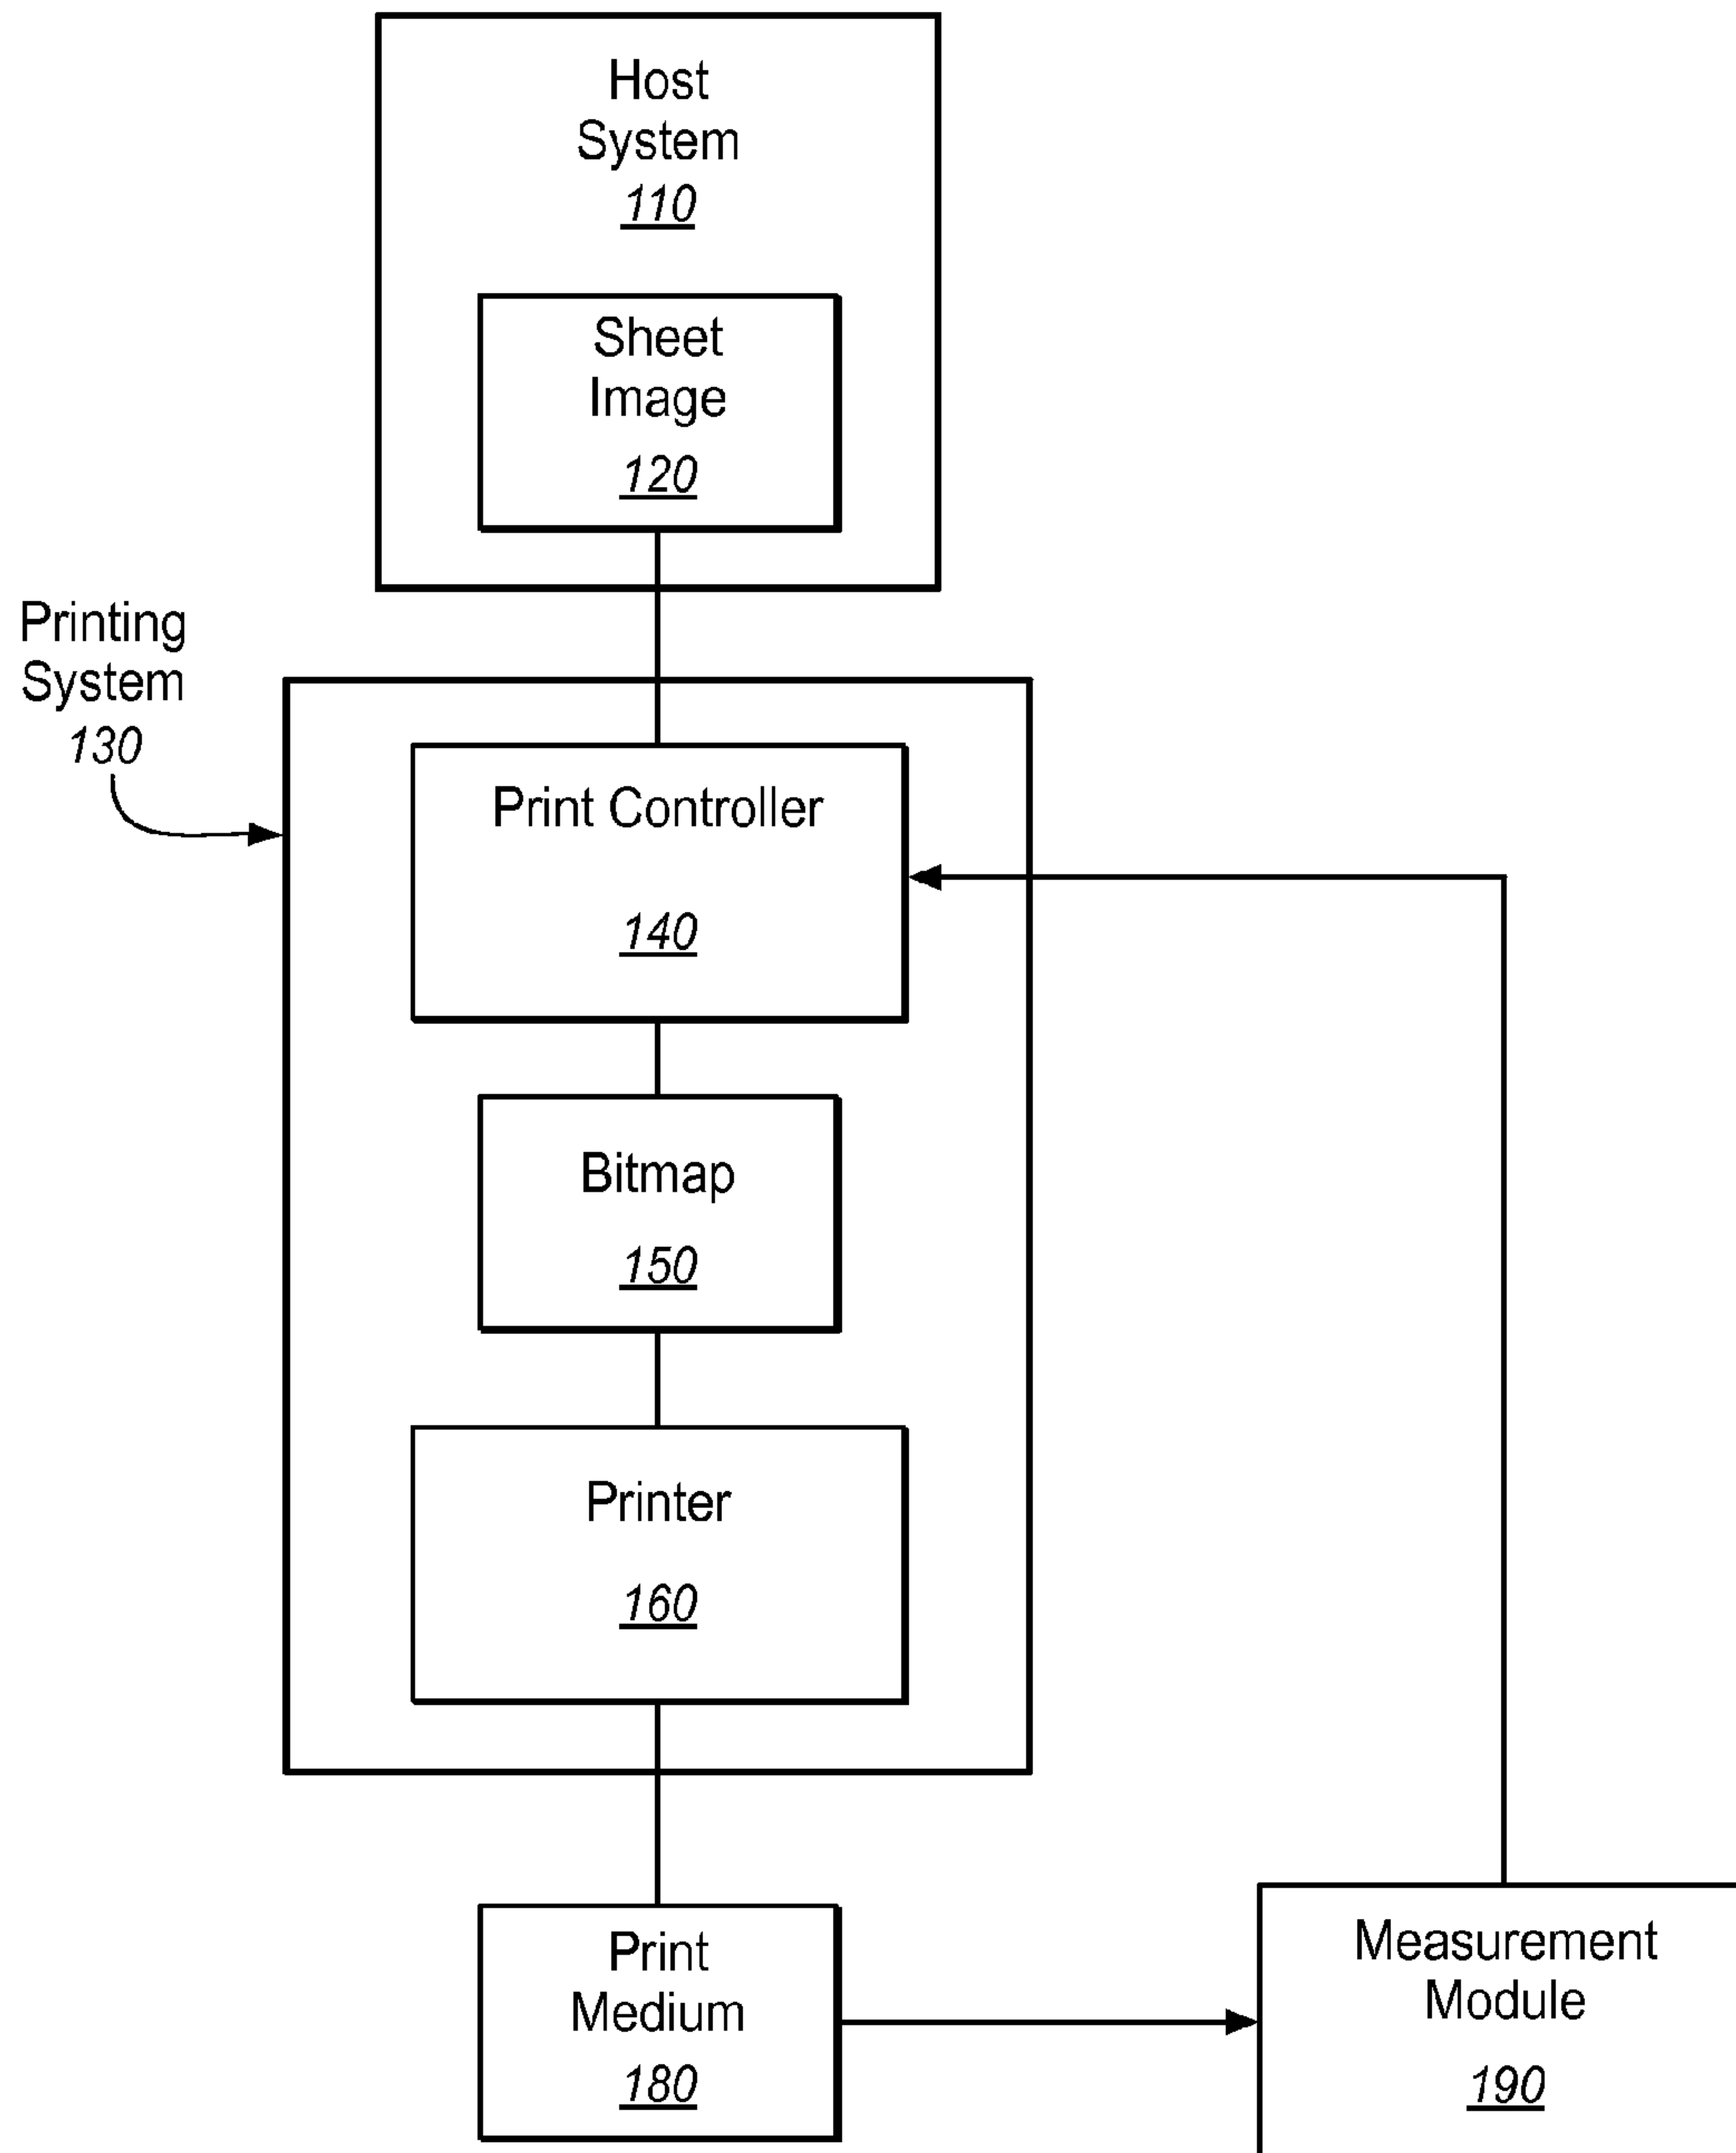 Host
System
110
Sheet
Image
120
Printing
System
130
Print Controller
140
Bitmap
150
Printer
160
Print
Medium
180
Measurement
Module
190